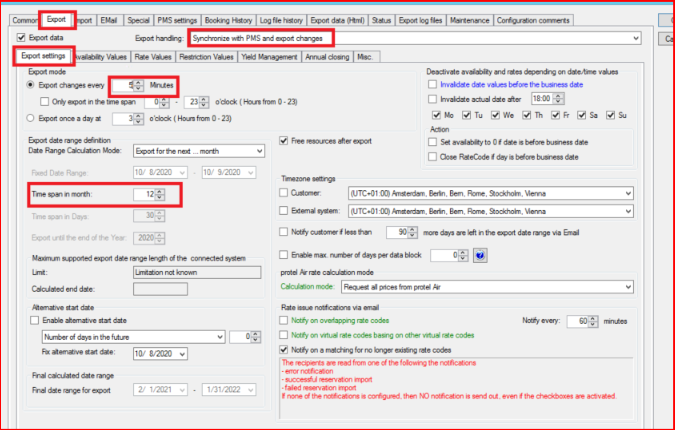 Common Export Import EMail Special PMS settings Booking History Log file history Export data (Html) Status Export log files Maintenance Configuration comments
Export data Export handling: Synchronize with PMS and export changes
Export settings Availability Values Rate Values Restriction Values Yield Management Annual closing Misc.
Export mode
Export changes every 5 Minutes
Only export in the time span 0 - 23 o'clock ( Hours from 0 - 23)
Export once a day at 3 o'clock ( Hours from 0 - 23)
Deactivate availability and rates depending on date/time values
Invalidate date values before the business date
Invalidate actual date after 18:00
Mo Tu We Th Fr Sa Su
Action
Set availability to 0 if date is before business date
Close RateCode if day is before business date
Export date range definition
Date Range Calculation Mode: Export for the next ... month
Fixed Date Range: 10/ 8/2020 - 10/ 9/2020
Time span in month: 12
Time span in Days: 30
Export until the end of the Year: 2020
Maximum supported export date range length of the connected system
Limit: Limitation not known
Calculated end date:
Alternative start date
Enable alternative start date
Number of days in the future 0
Fix alternative start date: 10/ 8/2020
Final calculated date range
Final date range for export 2/ 1/2021 - 1/31/2022
Free resources after export
Timezone settings
Customer: (UTC+01:00) Amsterdam, Berlin, Bern, Rome, Stockholm, Vienna
External system: (UTC+01:00) Amsterdam, Berlin, Bern, Rome, Stockholm, Vienna
Notify customer if less than 90 more days are left in the export date range via Email
Enable max. number of days per data block 0
protel Air rate calculation mode
Calculation mode: Request all prices from protel Air
Rate issue notifications via email
Notify on overlapping rate codes Notify every: 60 minutes
Notify on virtual rate codes basing on other virtual rate codes
Notify on a matching for no longer existing rate codes
The recipients are read from one of the following the notifications
- error notification
- successful reservation import
- failed reservation import
If none of the notifications is configured, then NO notification is send out, even if the checkboxes are activated.